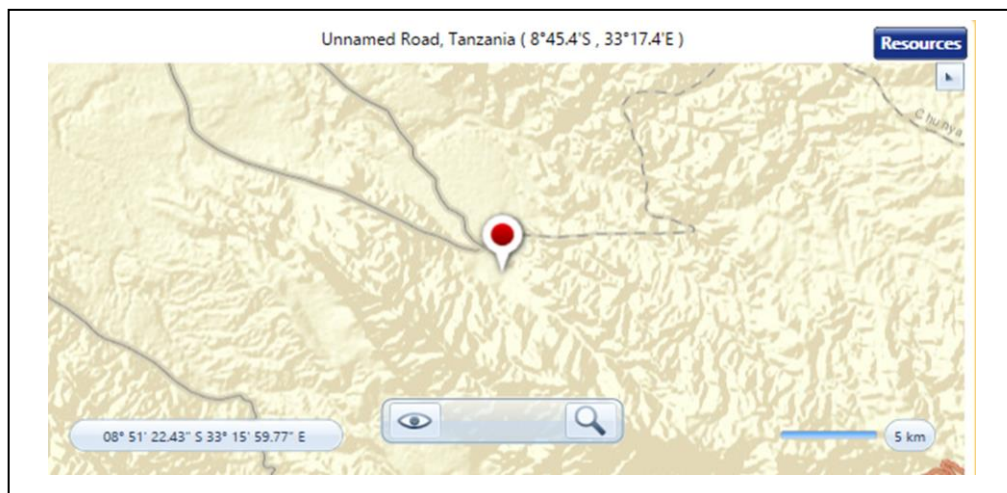 Unnamed Road, Tanzania ( 8°45.4'S , 33°17.4'E )
Resources
Chunya
08° 51' 22.43" S 33° 15' 59.77" E
5 km